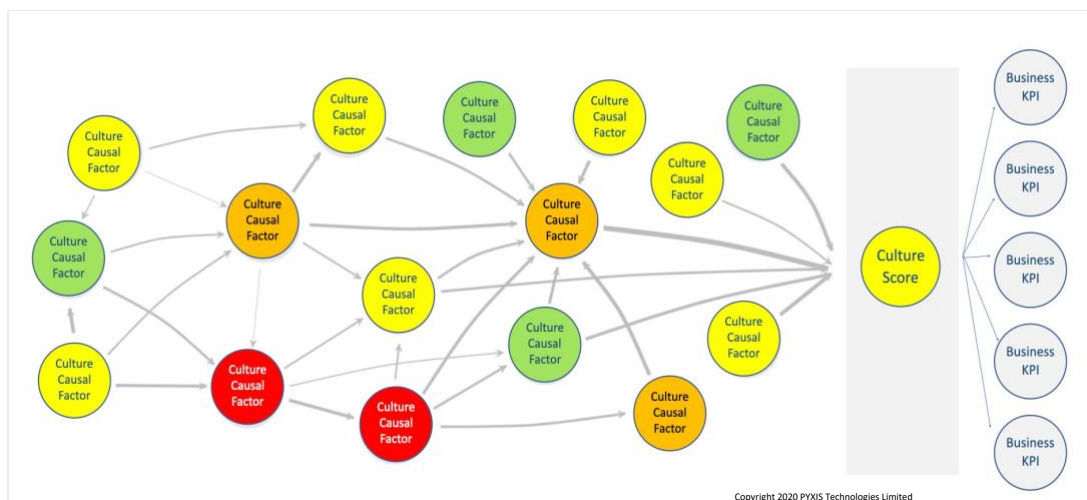 Culture
Causal
Factor
Culture
Causal
Factor
Culture
Causal
Factor
Culture
Causal
Factor
Culture
Causal
Factor
Culture
Causal
Factor
Culture
Causal
Factor
Culture
Causal
Factor
Culture
Causal
Factor
Culture
Causal
Factor
Culture
Causal
Factor
Culture
Causal
Factor
Culture
Causal
Factor
Culture
Causal
Factor
Culture
Causal
Factor
Culture
Causal
Factor
Culture
Causal
Factor
Culture
Score
Business
KPI
Business
KPI
Business
KPI
Business
KPI
Business
KPI
Copyright 2020 PYXIS Technologies Limited